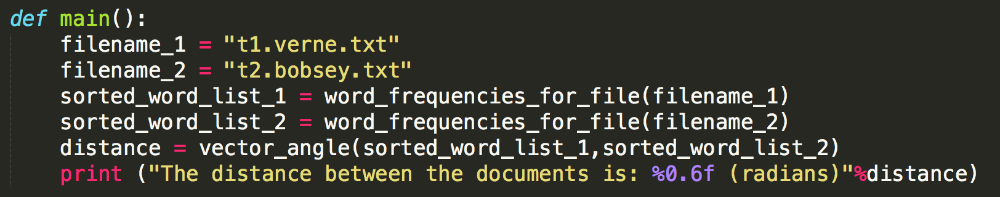 def main():
    filename_1 = "t1.verne.txt"
    filename_2 = "t2.bobsey.txt"
    sorted_word_list_1 = word_frequencies_for_file(filename_1)
    sorted_word_list_2 = word_frequencies_for_file(filename_2)
    distance = vector_angle(sorted_word_list_1,sorted_word_list_2)
    print ("The distance between the documents is: %0.6f (radians)"%distance)